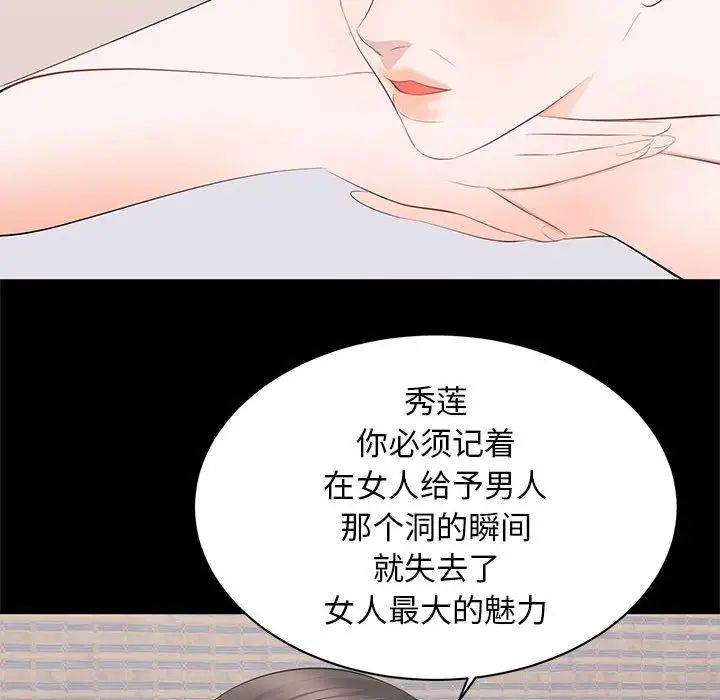 秀莲
你必须记着
在女人给予男人
那个洞的瞬间
就失去了
女人最大的魅力